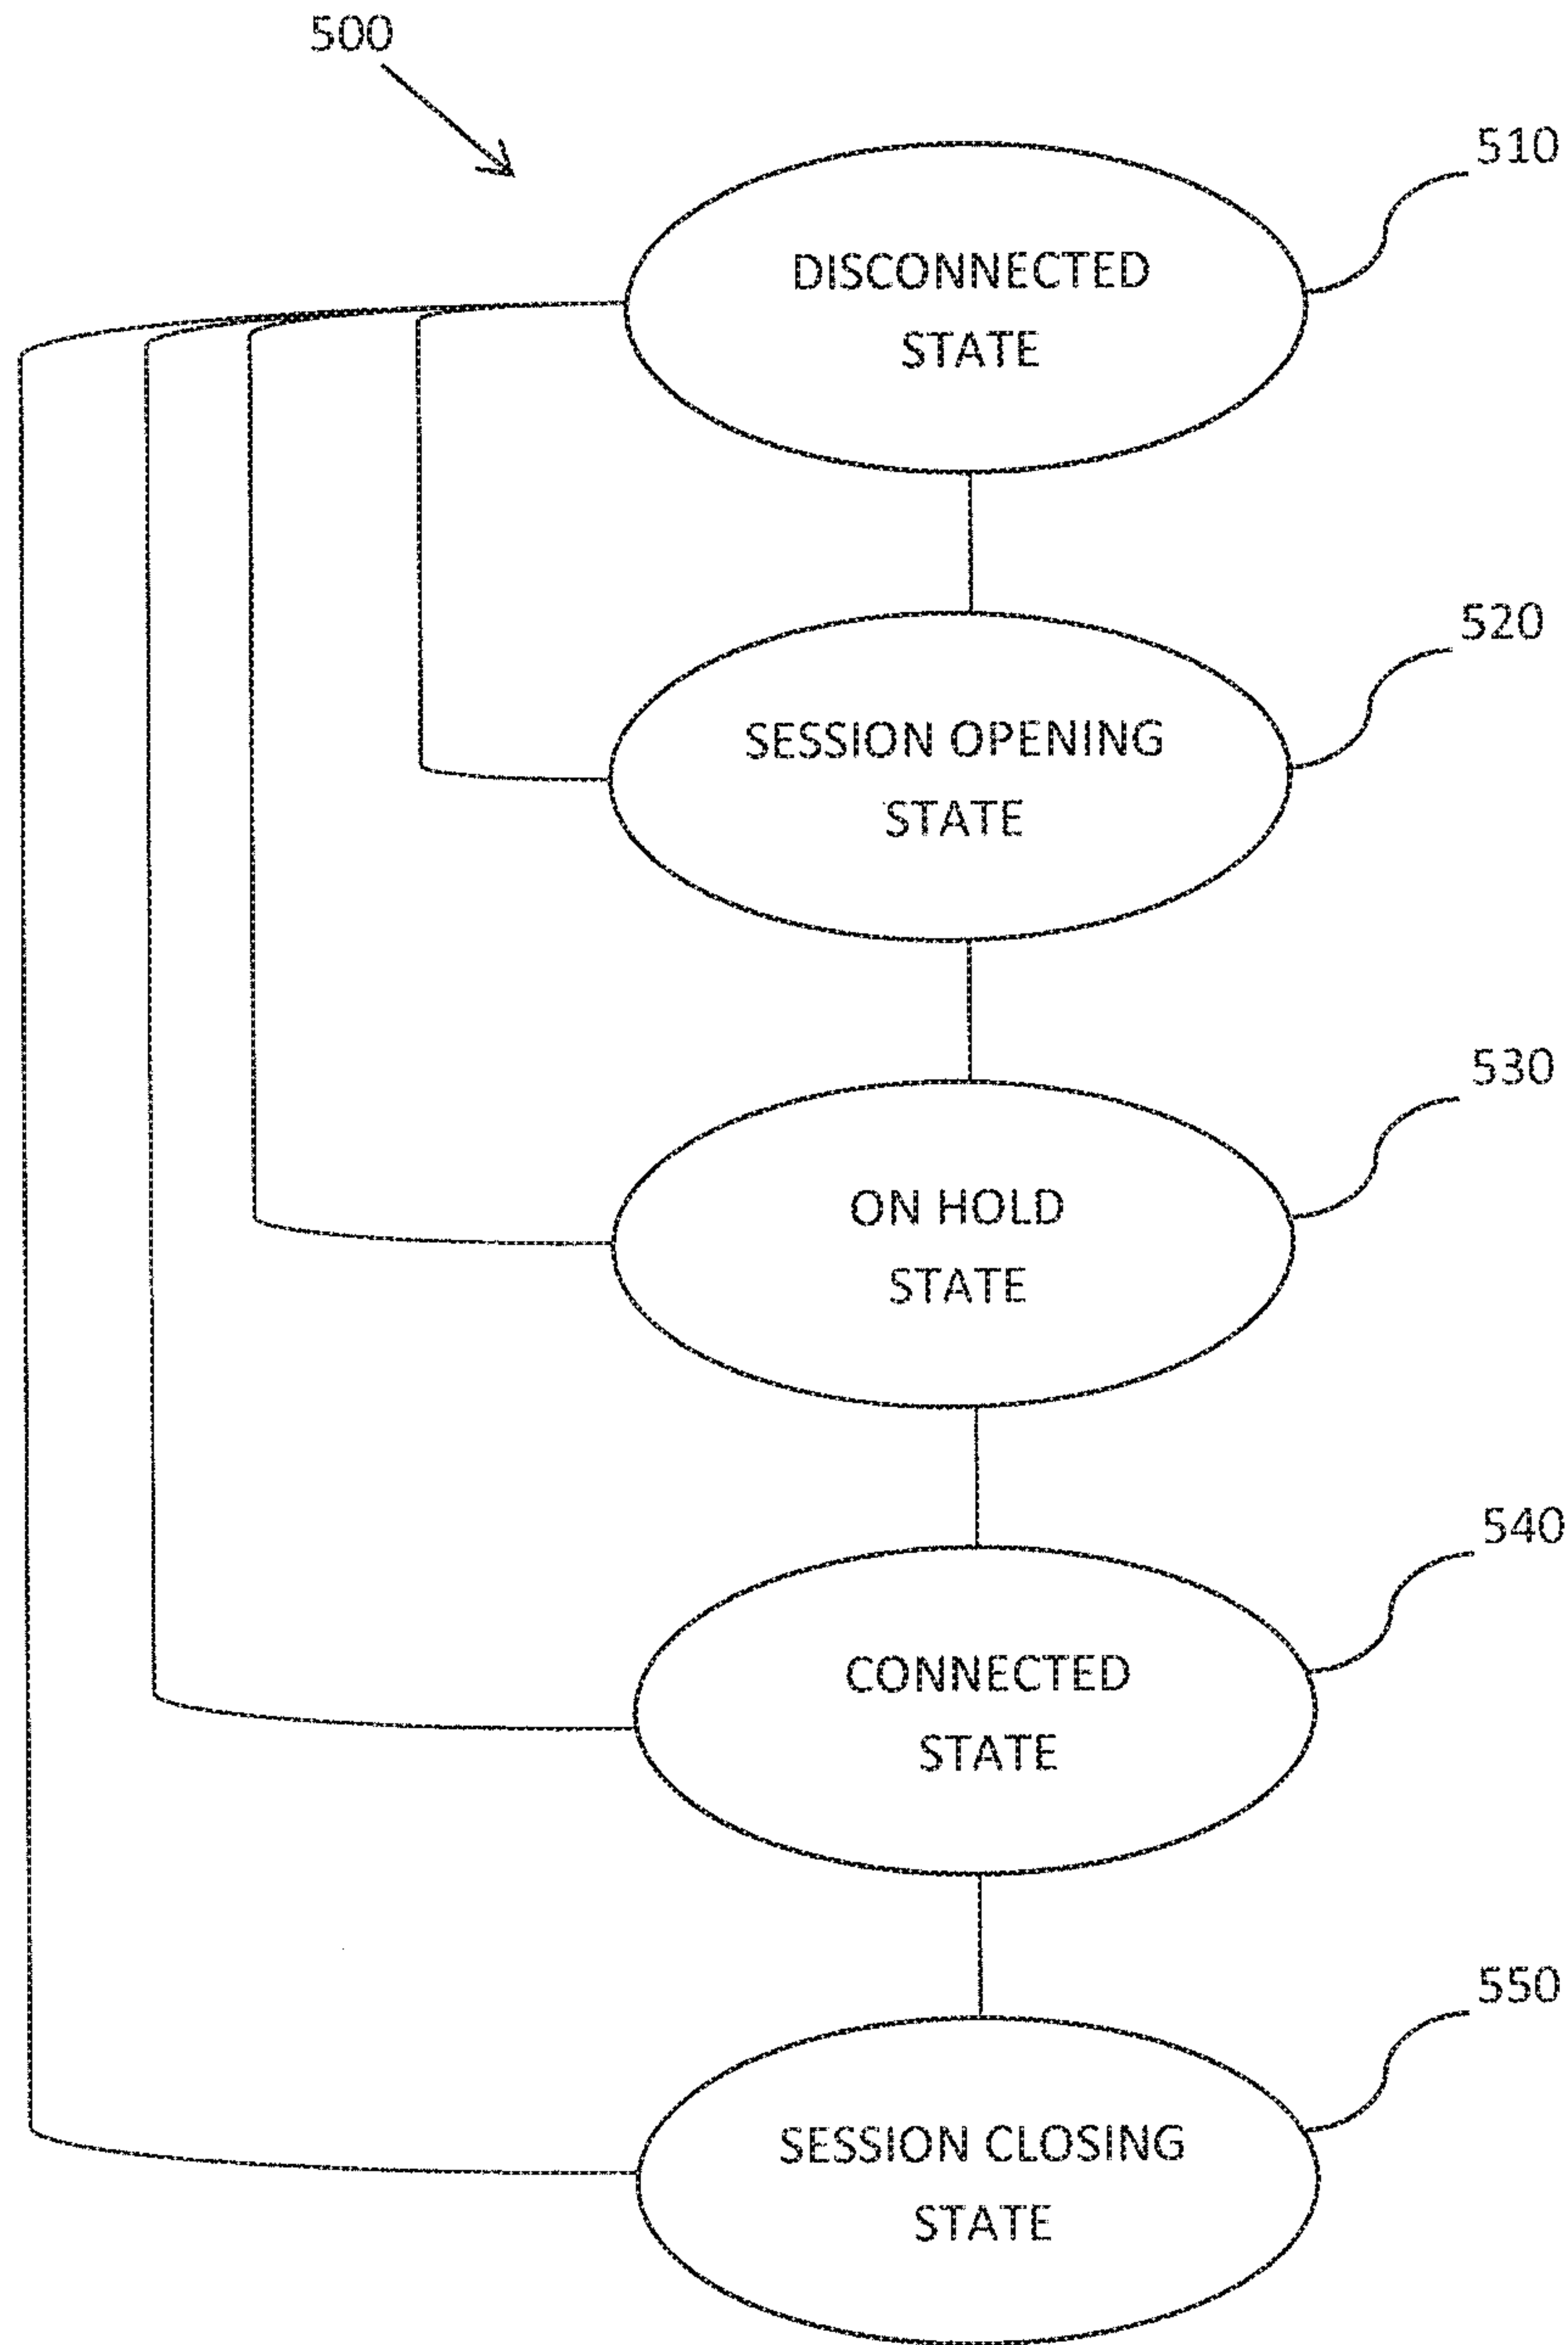 500
510
DISCONNECTED
STATE
520
SESSION OPENING
STATE
530
ON HOLD
STATE
540
CONNECTED
STATE
550
SESSION CLOSING
STATE